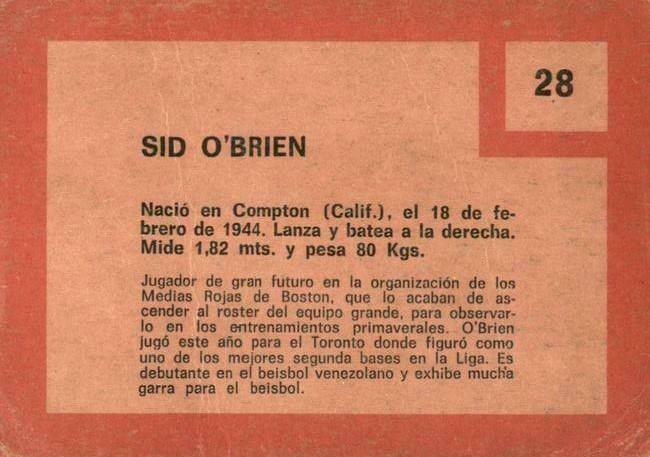 28
SID O'BRIEN
Nació en Compton (Calif.), el 18 de fe-
brero de 1944. Lanza y batea a la derecha.
Mide 1,82 mts. y pesa 80 Kgs.
Jugador de gran futuro en la organización de los
Medias Rojas de Boston, que lo acaban de as-
cender al roster del equipo grande, para observar-
lo en los entrenamientos primaverales. O'Brien
jugó este año para el Toronto donde figuró como
uno de los mejores segunda bases en la Liga. Es
debutante en el beisbol venezolano y exhibe mucha
garra para el beisbol.